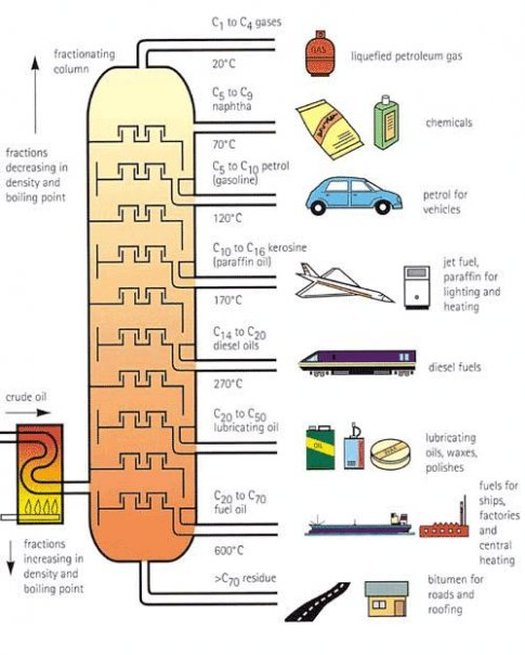 C1 to C4 gases
fractionating
column
20°C
GAS
liquefied petroleum gas
C5 to C9
naphtha
chemicals
70°C
fractions
decreasing in
density and
boiling point
C5 to C10 petrol
(gasoline)
petrol for
vehicles
120°C
C10 to C16 kerosine
(paraffin oil)
jet fuel,
paraffin for
lighting and
heating
170°C
C14 to C20
diesel oils
diesel fuels
270°C
crude oil
C20 to C50
lubricating oil
OIL
lubricating
oils, waxes,
polishes
C20 to C70
fuel oil
fuels for
ships,
factories
and
central
heating
600°C
fractions
increasing in
density and
boiling point
>C70 residue
bitumen for
roads and
roofing